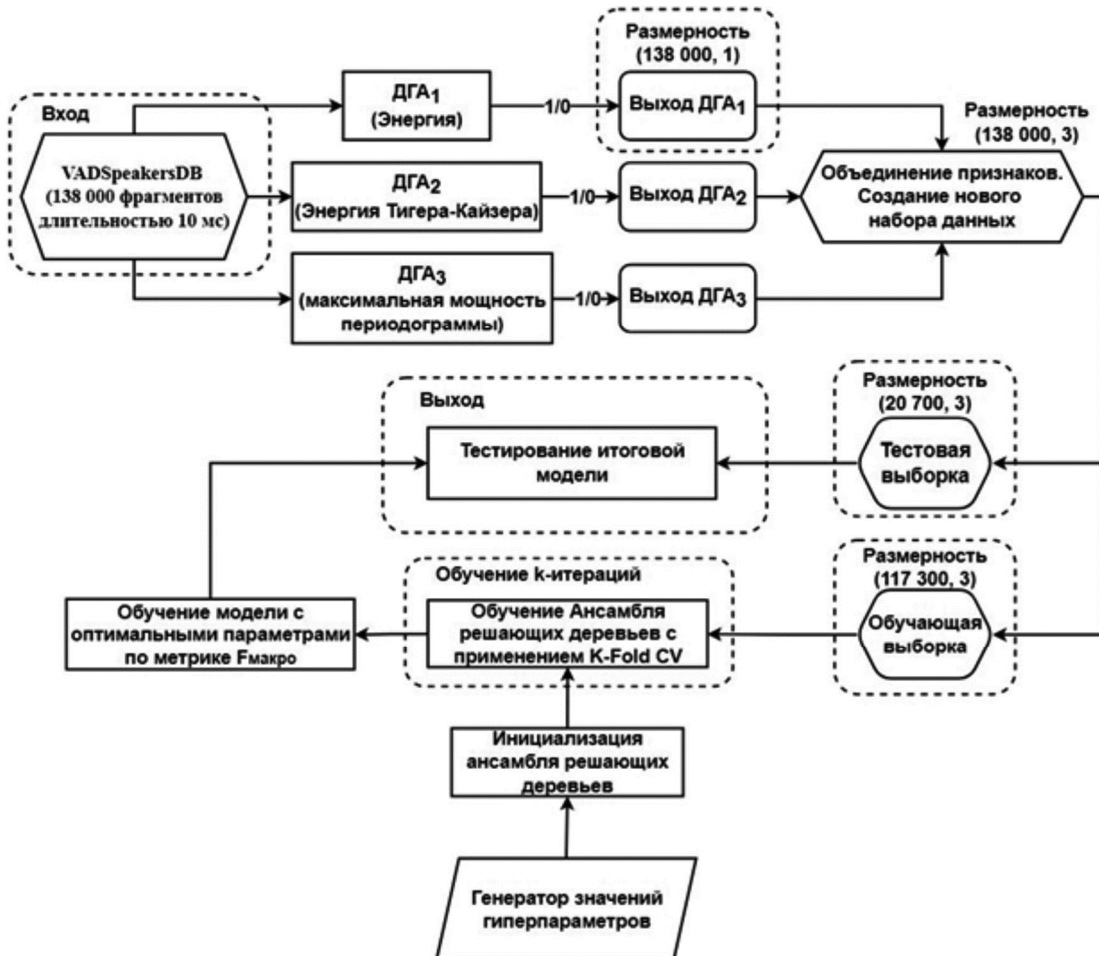 Вход
VADSpeakersDB
(138 000 фрагментов
длительностью 10 мс)
ДГА1
(Энергия)
1/0
Размерность
(138 000, 1)
Выход ДГА1
ДГА2
(Энергия Тигера-Кайзера)
1/0
Выход ДГА2
ДГА3
(максимальная мощность
периодограммы)
1/0
Выход ДГА3
Размерность
(138 000, 3)
Объединение признаков.
Создание нового
набора данных
Размерность
(20 700, 3)
Тестовая
выборка
Выход
Тестирование итоговой
модели
Размерность
(117 300, 3)
Обучающая
выборка
Обучение k-итераций
Обучение Ансамбля
решающих деревьев с
применением K-Fold CV
Обучение модели с
оптимальными параметрами
по метрике Fмакро
Инициализация
ансамбля решающих
деревьев
Генератор значений
гиперпараметров